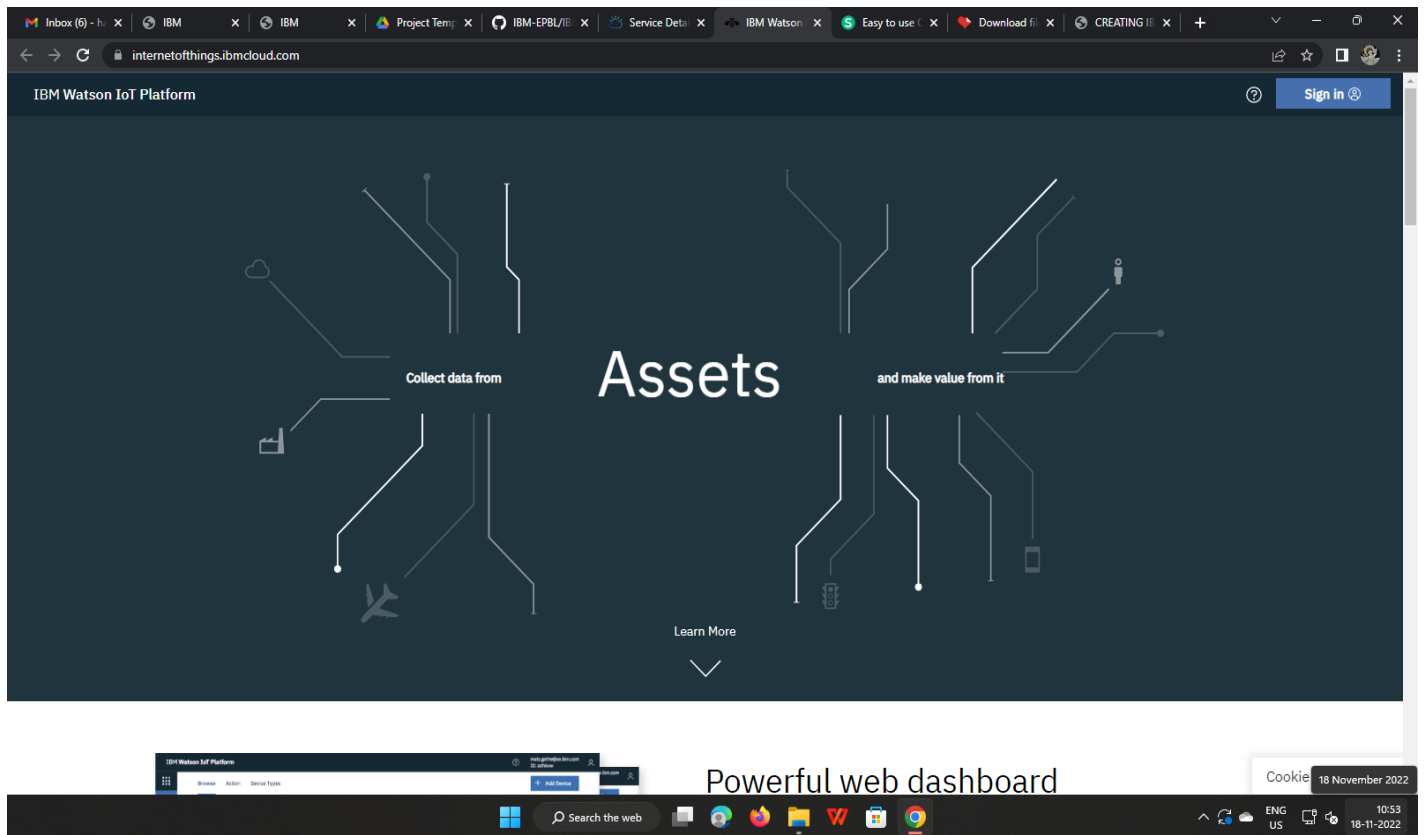 Inbox (6) - ha
IBM
IBM
Project Temp
IBM-EPBL/IB
Service Detai
IBM Watson
Easy to use C
Download fil
CREATING IB
internetofthings.ibmcloud.com
IBM Watson IoT Platform
Sign in
Collect data from
Assets
and make value from it
Learn More
IBM Watson IoT Platform
Browse Action Device Types
+ Add Device
Powerful web dashboard
Cookie
18 November 2022
Search the web
ENG
US
10:53
18-11-2022